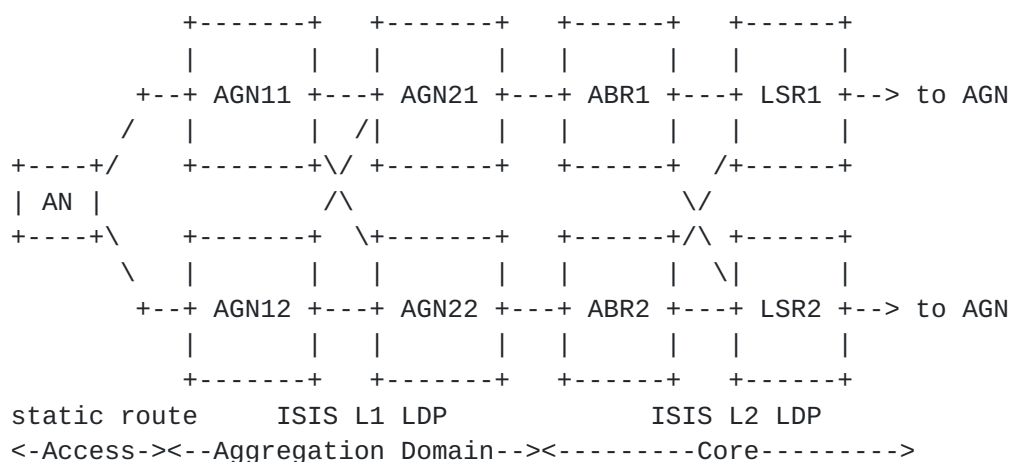 AGN11 AGN21 ABR1 LSR1 to AGN
AN
AGN12 AGN22 ABR2 LSR2 to AGN
static route ISIS L1 LDP ISIS L2 LDP
<-Access-><--Aggregation Domain--><---------Core--------->